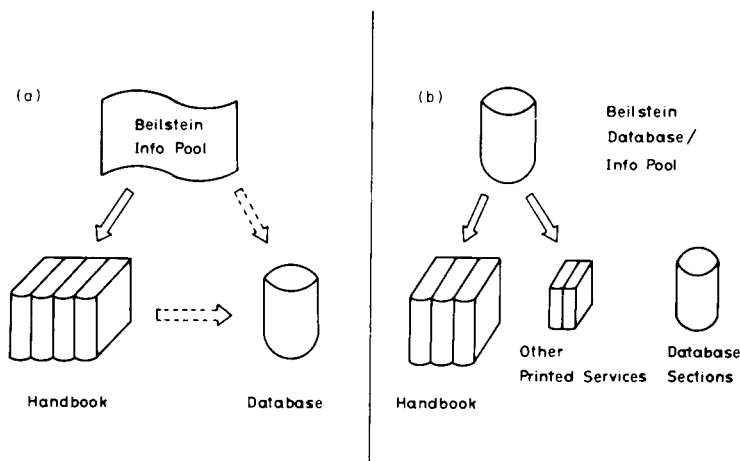 (a)
Beilstein
Info Pool
Handbook
Database
(b)
Beilstein
Database/
Info Pool
Handbook
Other
Printed Services
Database
Sections